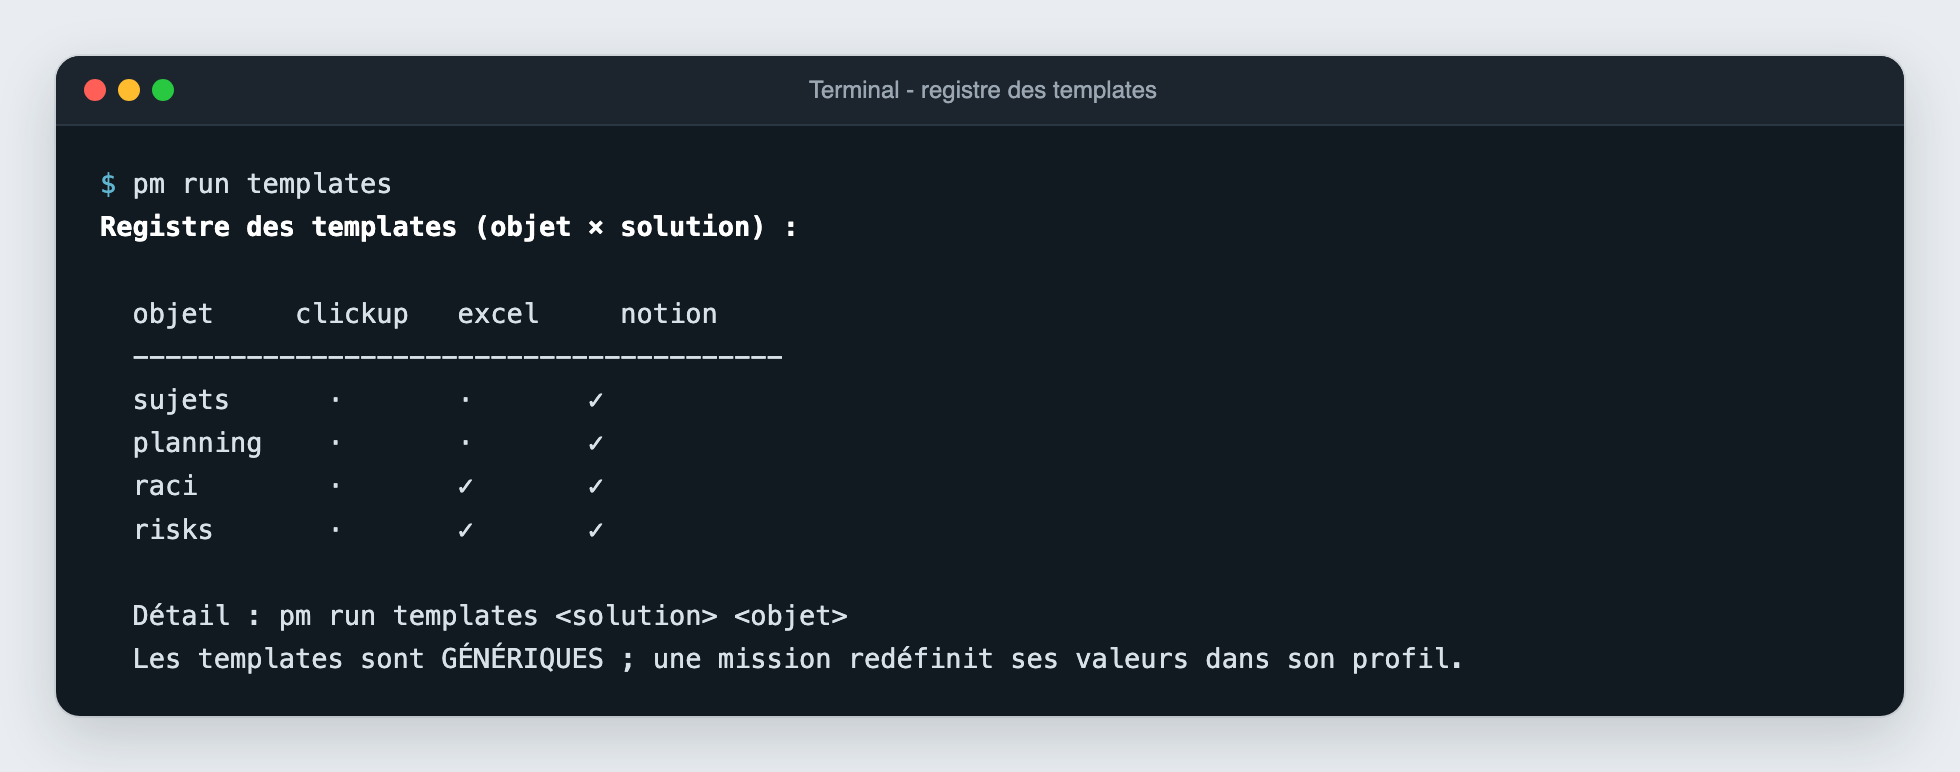 Terminal - registre des templates
$ pm run templates
Registre des templates (objet × solution) :
objet     clickup   excel     notion
────────────────────────────────────────
sujets      ·       ·       ✓
planning    ·       ·       ✓
raci        ·       ✓       ✓
risks       ·       ✓       ✓
Détail : pm run templates <solution> <objet>
Les templates sont GÉNÉRIQUES ; une mission redéfinit ses valeurs dans son profil.